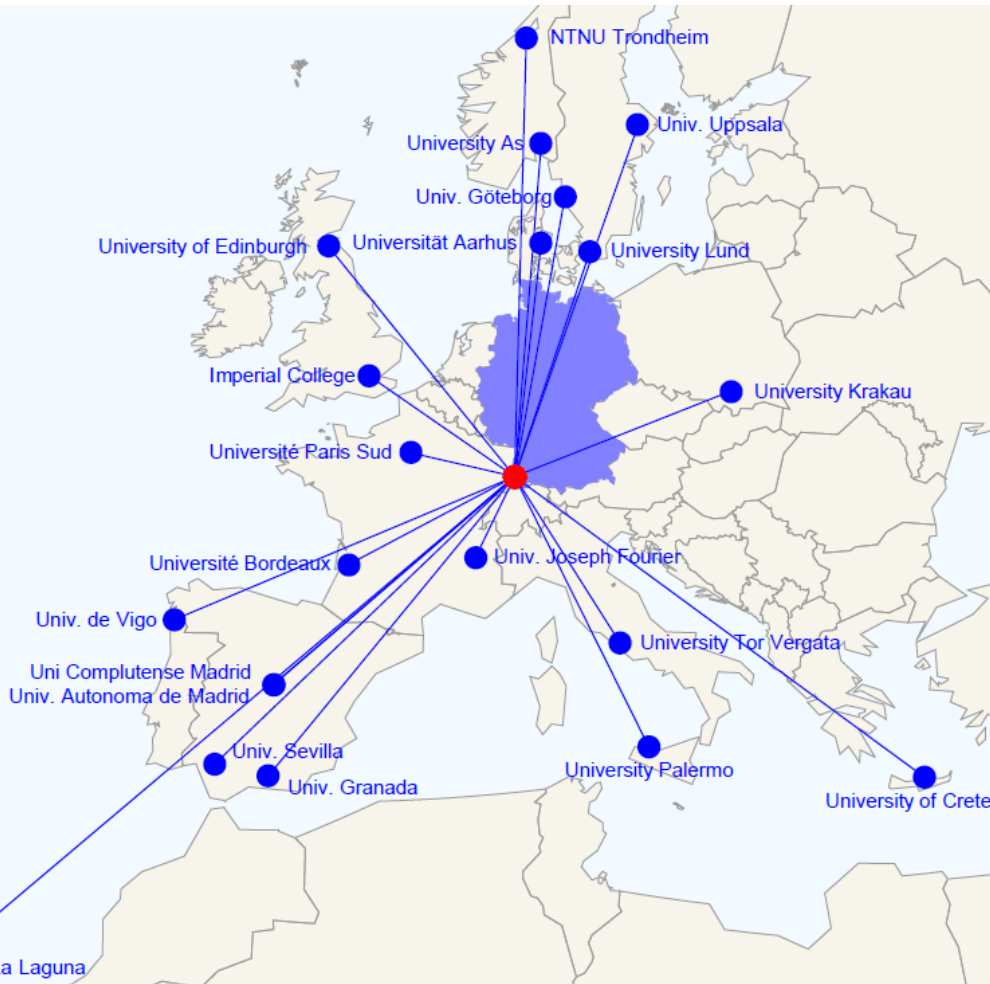 NTNU Trondheim
Univ. Uppsala
University As
Univ. Göteborg
Universität Aarhus
University Lund
University of Edinburgh
Imperial College
University Krakau
Université Paris Sud
Univ. Joseph Fourier
Université Bordeaux
Univ. de Vigo
University Tor Vergata
Uni Complutense Madrid
Univ. Autonoma de Madrid
Univ. Sevilla
University Palermo
Univ. Granada
University of Crete
a Laguna